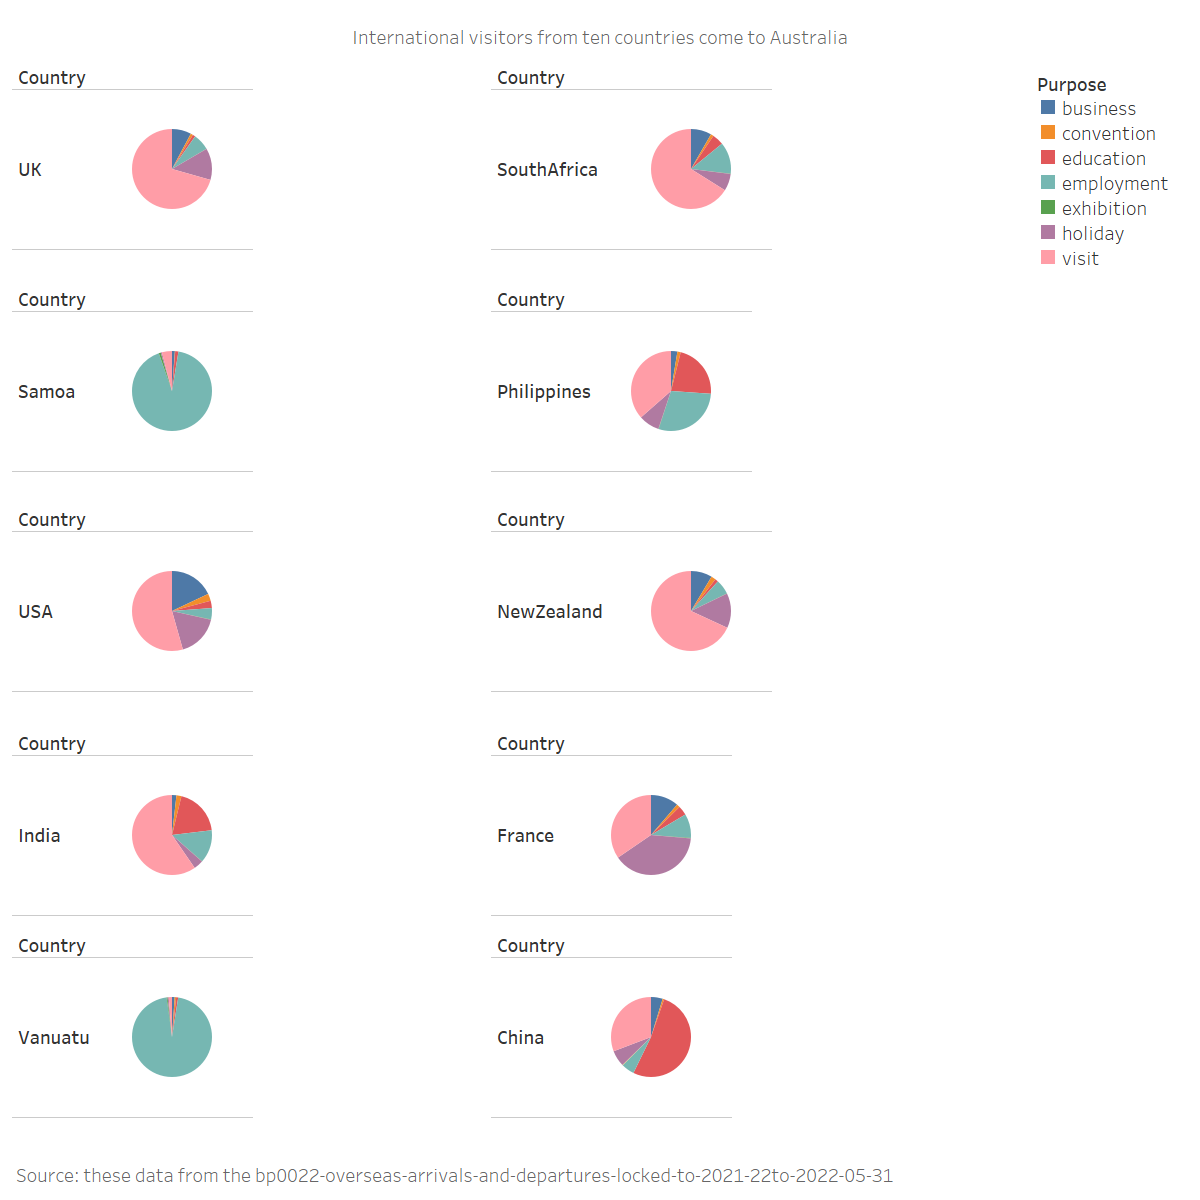 International visitors from ten countries come to Australia
Country
UK
Country
SouthAfrica
Purpose
business
convention
education
employment
exhibition
holiday
visit
Country
Samoa
Country
Philippines
Country
USA
Country
NewZealand
Country
India
Country
France
Country
Vanuatu
Country
China
Source: these data from the bp0022-overseas-arrivals-and-departures-locked-to-2021-22to-2022-05-31